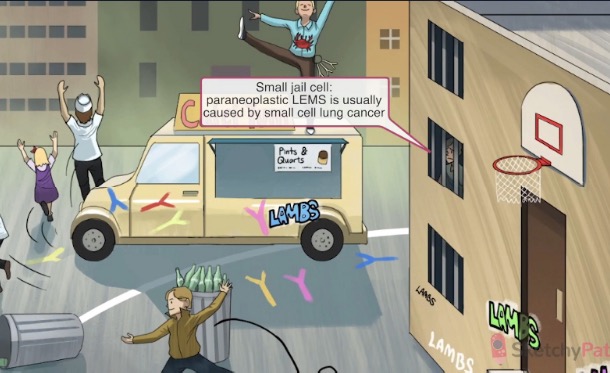 Small jail cell:
paraneoplastic LEMS is usually
caused by small cell lung cancer
C
Pints &
Quarts
LAMBS
LAMBS
LAMBS
LAMBS
SketchyPat